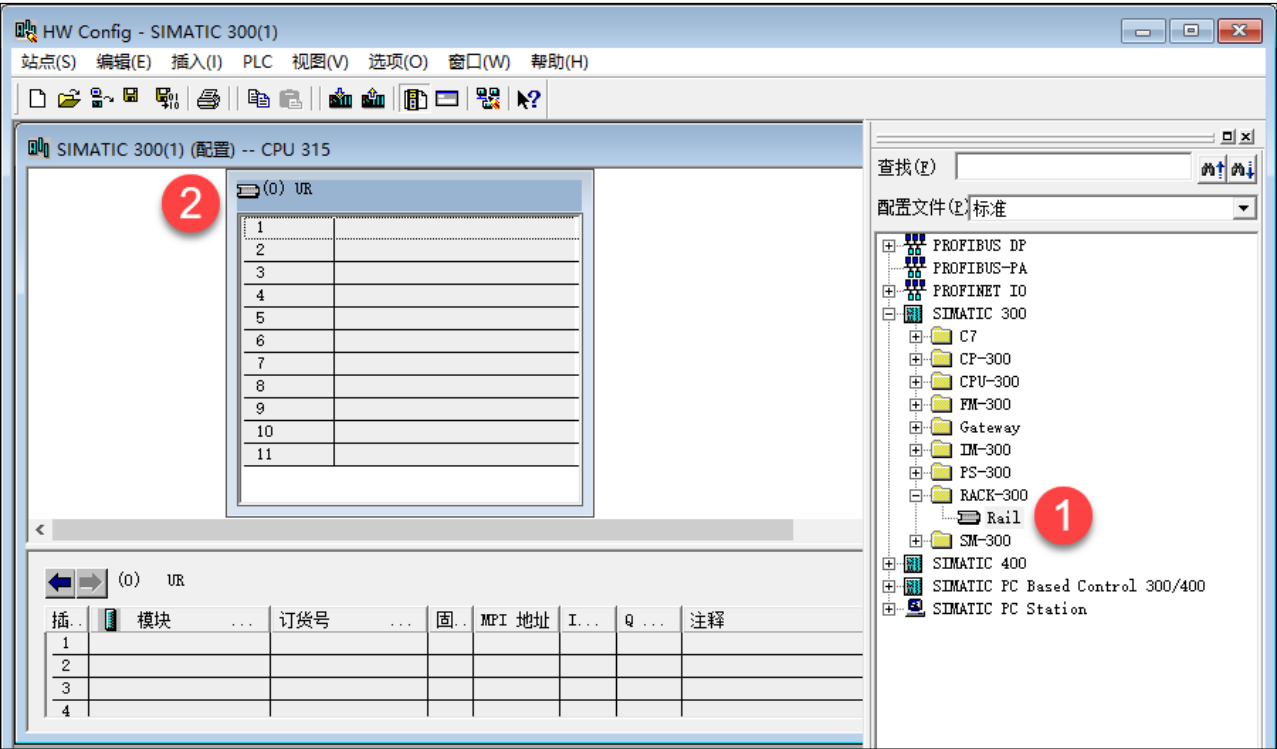 HW Config - SIMATIC 300(1)
站点(S) 编辑(E) 插入(I) PLC 视图(V) 选项(O) 窗口(W) 帮助(H)
SIMATIC 300(1) (配置) -- CPU 315
2
(0) UR
1
2
3
4
5
6
7
8
9
10
11
(0) UR
插.. 模块 ... 订货号 ... 固.. MPI 地址 I... Q ... 注释
1
2
3
4
查找(F)
配置文件(P) 标准
PROFIBUS DP
PROFIBUS-PA
PROFINET IO
SIMATIC 300
C7
CP-300
CPU-300
FM-300
Gateway
IM-300
PS-300
RACK-300
Rail
1
SM-300
SIMATIC 400
SIMATIC PC Based Control 300/400
SIMATIC PC Station